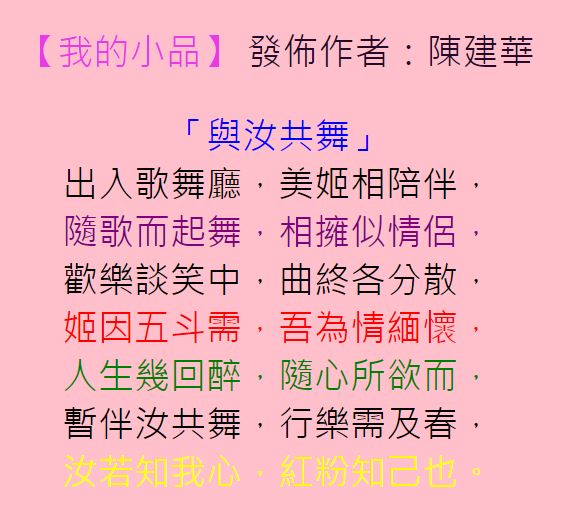 【我的小品】 發佈作者：陳建華
「與汝共舞」
出入歌舞廳，美姬相陪伴，
隨歌而起舞，相擁似情侶，
歡樂談笑中，曲終各分散，
姬因五斗需，吾為情緬懷，
人生幾回醉，隨心所欲而，
暫伴汝共舞，行樂需及春，
汝若知我心，紅粉知己也。